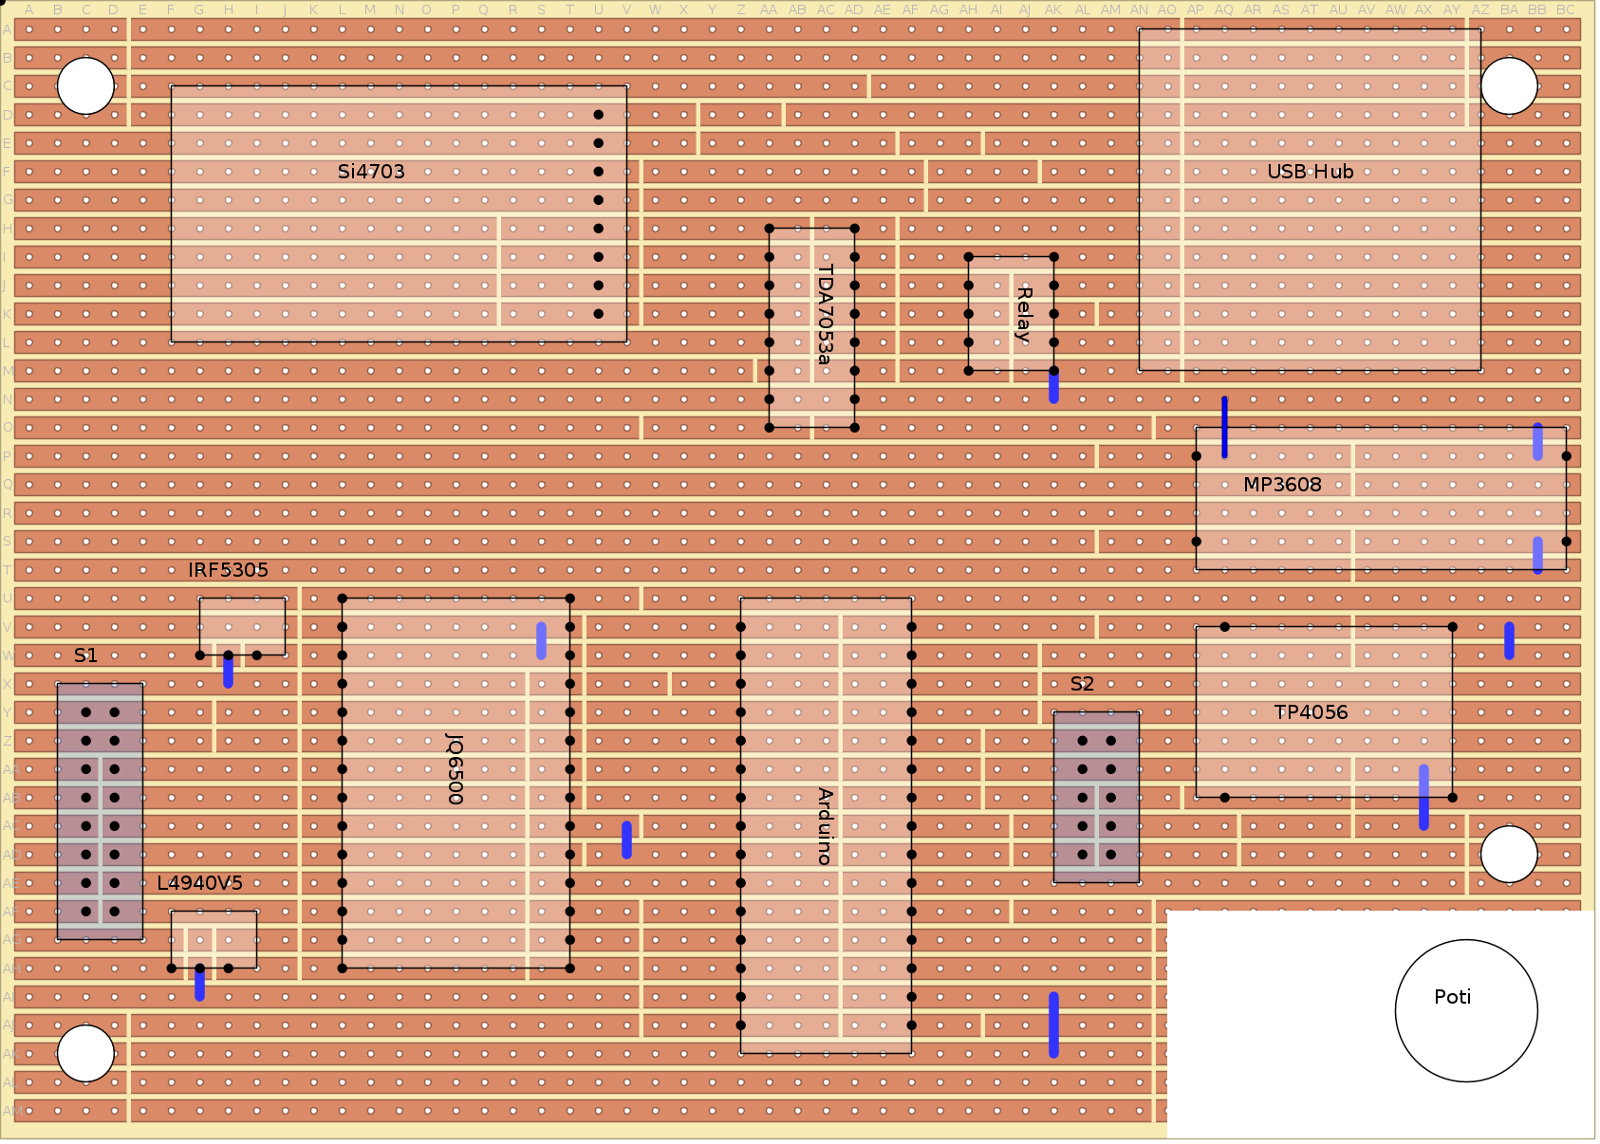 A B C D E F G H I J K L M N O P Q R S T U V W X Y Z AA AB AC AD AE AF AG AH AI AJ AK AL AM AN AO AP AQ AR AS AT AU AV AW AX AY AZ BA BB BC
A
B
C
D
E
F
Si4703
USB Hub
G
H
I
J
TDA7053a
Relay
K
L
M
N
O
P
Q
MP3608
R
S
T
IRF5305
U
V
W
S1
X
S2
Y
TP4056
Z
JQ6500
AA
AB
AC
Arduino
AD
AE
L4940V5
AF
AG
AH
AI
Poti
AJ
AK
AL
AM